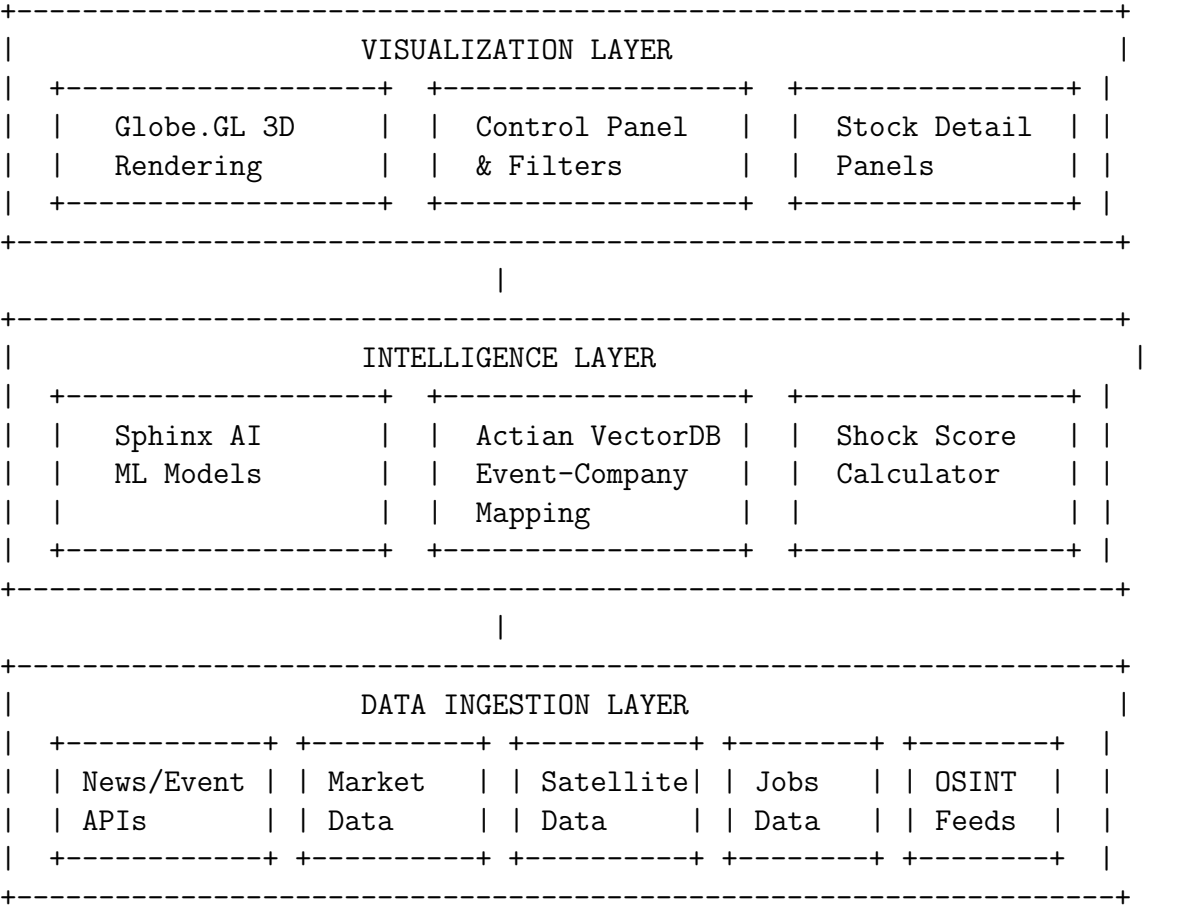 +-------------------------------------------------------------------+
|                     VISUALIZATION LAYER                           |
|  +-------------------+  +------------------+  +----------------+ |
|  |   Globe.GL 3D     |  |  Control Panel   |  |  Stock Detail  | |
|  |   Rendering       |  |  & Filters       |  |  Panels        | |
|  +-------------------+  +------------------+  +----------------+ |
+-------------------------------------------------------------------+
                              |
+-------------------------------------------------------------------+
|                     INTELLIGENCE LAYER                             |
|  +-------------------+  +------------------+  +----------------+ |
|  |   Sphinx AI       |  |  Actian VectorDB |  |  Shock Score   | |
|  |   ML Models       |  |  Event-Company   |  |  Calculator    | |
|  |                   |  |  Mapping         |  |                | |
|  +-------------------+  +------------------+  +----------------+ |
+-------------------------------------------------------------------+
                              |
+-------------------------------------------------------------------+
|                     DATA INGESTION LAYER                          |
|  +------------+ +----------+ +----------+ +--------+ +--------+  |
|  | News/Event | | Market   | | Satellite| | Jobs   | | OSINT  |  |
|  | APIs       | | Data     | | Data     | | Data   | | Feeds  |  |
|  +------------+ +----------+ +----------+ +--------+ +--------+  |
+-------------------------------------------------------------------+